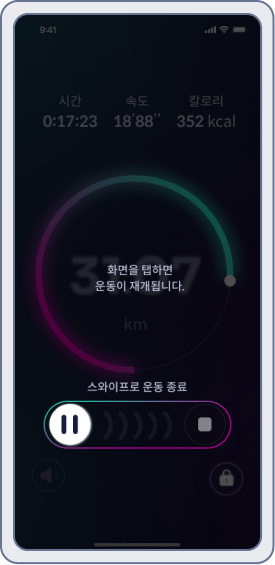 9:41
시간 속도 칼로리
0:17:23 18'88'' 352 kcal
화면을 탭하면
운동이 재개됩니다.
km
스와이프로 운동 종료